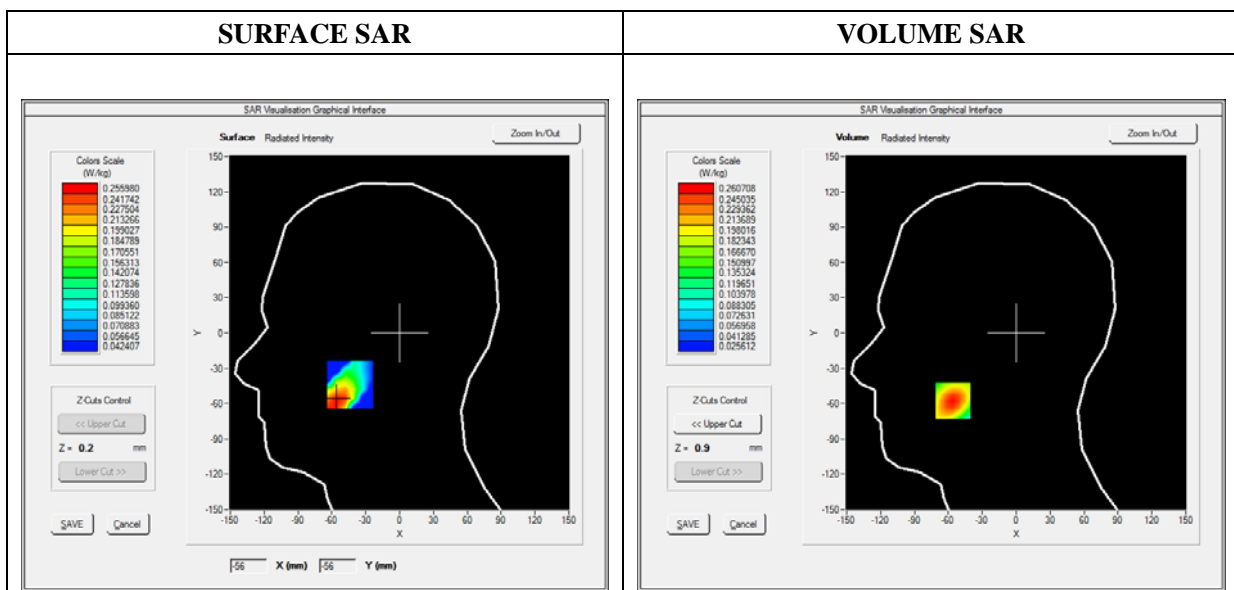 SURFACE SAR
VOLUME SAR
SAR Visualisation Graphical Interface
Surface Radiated Intensity
Zoom In/Out
Colors Scale
(W/kg)
0.255980
0.241742
0.227504
0.213266
0.199027
0.184789
0.170551
0.156313
0.142074
0.127836
0.113598
0.099360
0.085122
0.070883
0.056645
0.042407
Z-Cuts Control
<< Upper Cut
Z = 0.2 mm
Lower Cut >>
SAVE Cancel
150
120
90
60
30
0
-30
-60
-90
-120
-150
Y
-150 -120 -90 -60 -30 0 30 60 90 120 150
X
-56 X (mm) -56 Y (mm)
SAR Visualisation Graphical Interface
Volume Radiated Intensity
Zoom In/Out
Colors Scale
(W/kg)
0.260708
0.245035
0.229362
0.213689
0.198016
0.182343
0.166670
0.150997
0.135324
0.119651
0.103978
0.088305
0.072631
0.056958
0.041285
0.025612
Z-Cuts Control
<< Upper Cut
Z = 0.9 mm
Lower Cut >>
SAVE Cancel
150
120
90
60
30
0
-30
-60
-90
-120
-150
Y
-150 -120 -90 -60 -30 0 30 60 90 120 150
X